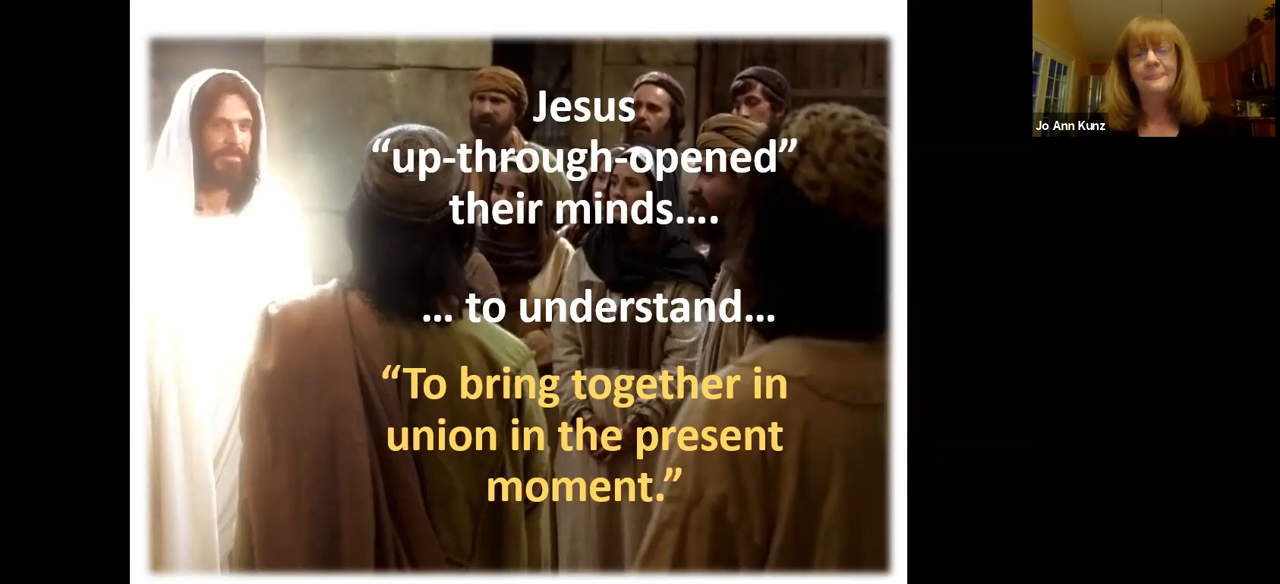 Jesus
“up-through-opened”
their minds….
… to understand…
“To bring together in
union in the present
moment.”
Jo Ann Kunz